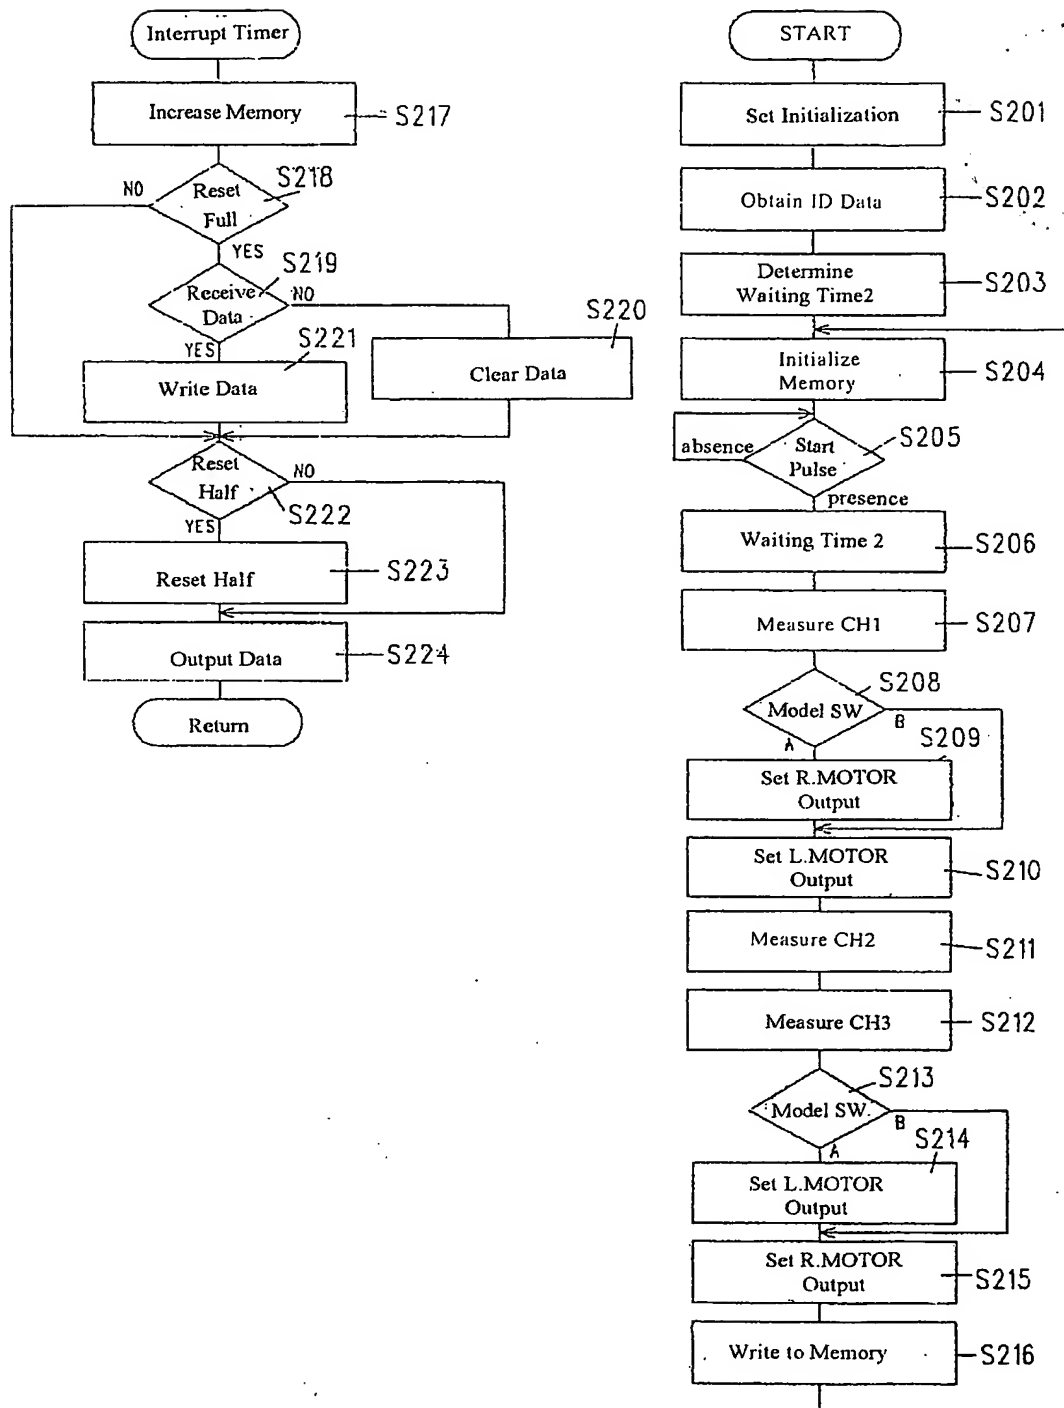 Interrupt Timer
Increase Memory
S217
S218
NO
Reset
Full
YES
S219
Receive
Data
NO
YES
S221
Write Data
S220
Clear Data
Reset
Half
NO
S222
YES
Reset Half
S223
Output Data
S224
Return
START
Set Initialization
S201
Obtain ID Data
S202
Determine
Waiting Time2
S203
Initialize
Memory
S204
absence
Start
Pulse
S205
presence
Waiting Time 2
S206
Measure CH1
S207
Model SW
S208
B
A
S209
Set R.MOTOR
Output
Set L.MOTOR
Output
S210
Measure CH2
S211
Measure CH3
S212
S213
Model SW.
B
A
S214
Set L.MOTOR
Output
Set R.MOTOR
Output
S215
Write to Memory
S216